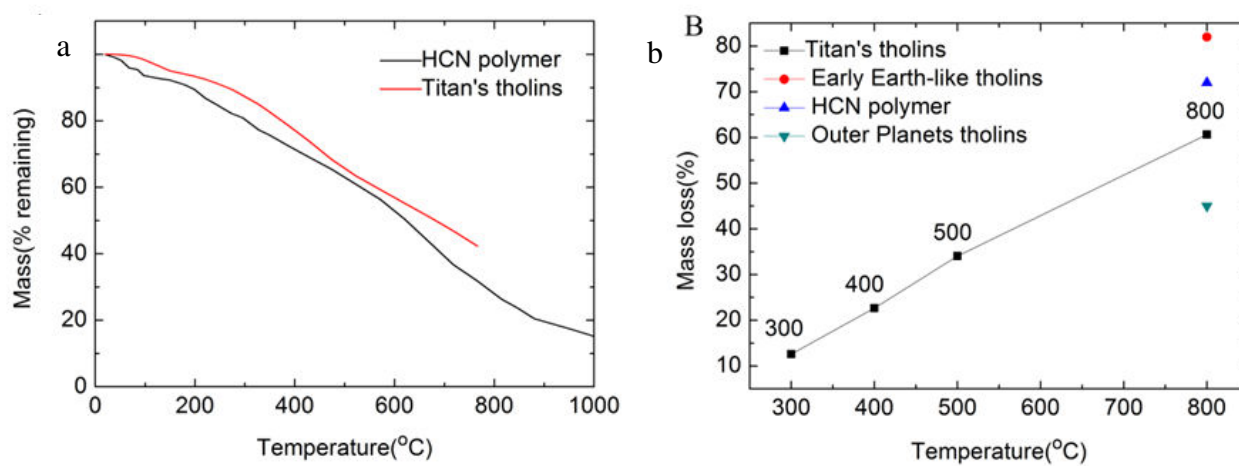 a
HCN polymer
Titan's tholins
Mass(% remaining)
80
60
40
20
0
0 200 400 600 800 1000
Temperature(°C)
B
b
Titan's tholins
Early Earth-like tholins
HCN polymer
Outer Planets tholins
300
400
500
800
Mass loss(%)
80
70
60
50
40
30
20
10
300 400 500 600 700 800
Temperature(°C)